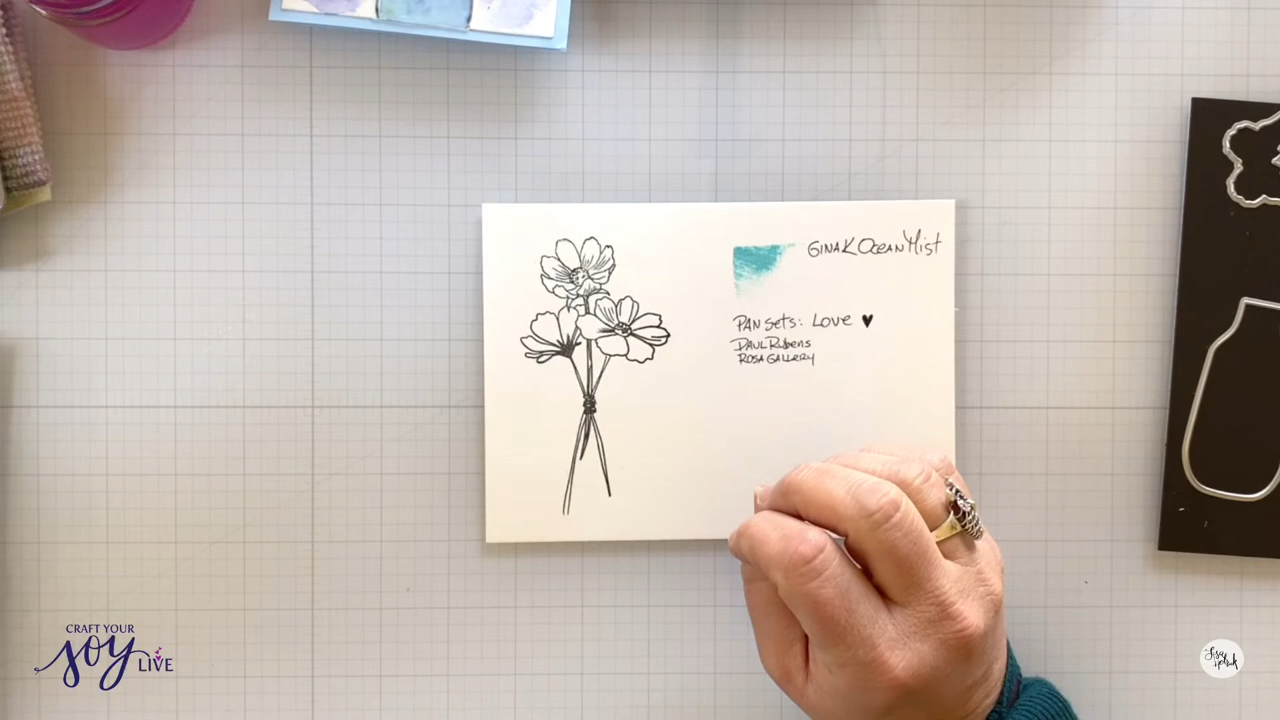 GINA K OCEAN MIST
PAN SETS: LOVE ♥
PAUL RUBENS
ROSA GALLERY
CRAFT YOUR
Joy
LIVE